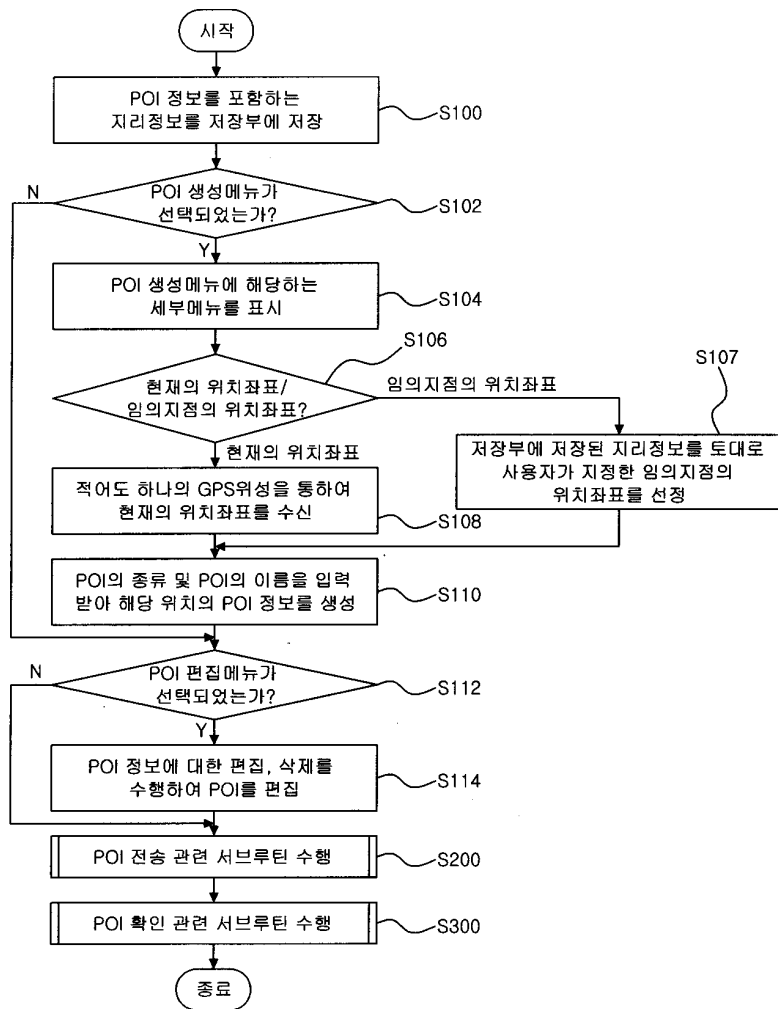 시작
POI 정보를 포함하는
지리정보를 저장부에 저장
S100
POI 생성메뉴가
선택되었는가?
N
S102
Y
POI 생성메뉴에 해당하는
세부메뉴를 표시
S104
S106
현재의 위치좌표/
임의지점의 위치좌표?
임의지점의 위치좌표
S107
현재의 위치좌표
저장부에 저장된 지리정보를 토대로
사용자가 지정한 임의지점의
위치좌표를 선정
적어도 하나의 GPS위성을 통하여
현재의 위치좌표를 수신
S108
POI의 종류 및 POI의 이름을 입력
받아 해당 위치의 POI 정보를 생성
S110
POI 편집메뉴가
선택되었는가?
N
S112
Y
POI 정보에 대한 편집, 삭제를
수행하여 POI를 편집
S114
POI 전송 관련 서브루틴 수행
S200
POI 확인 관련 서브루틴 수행
S300
종료